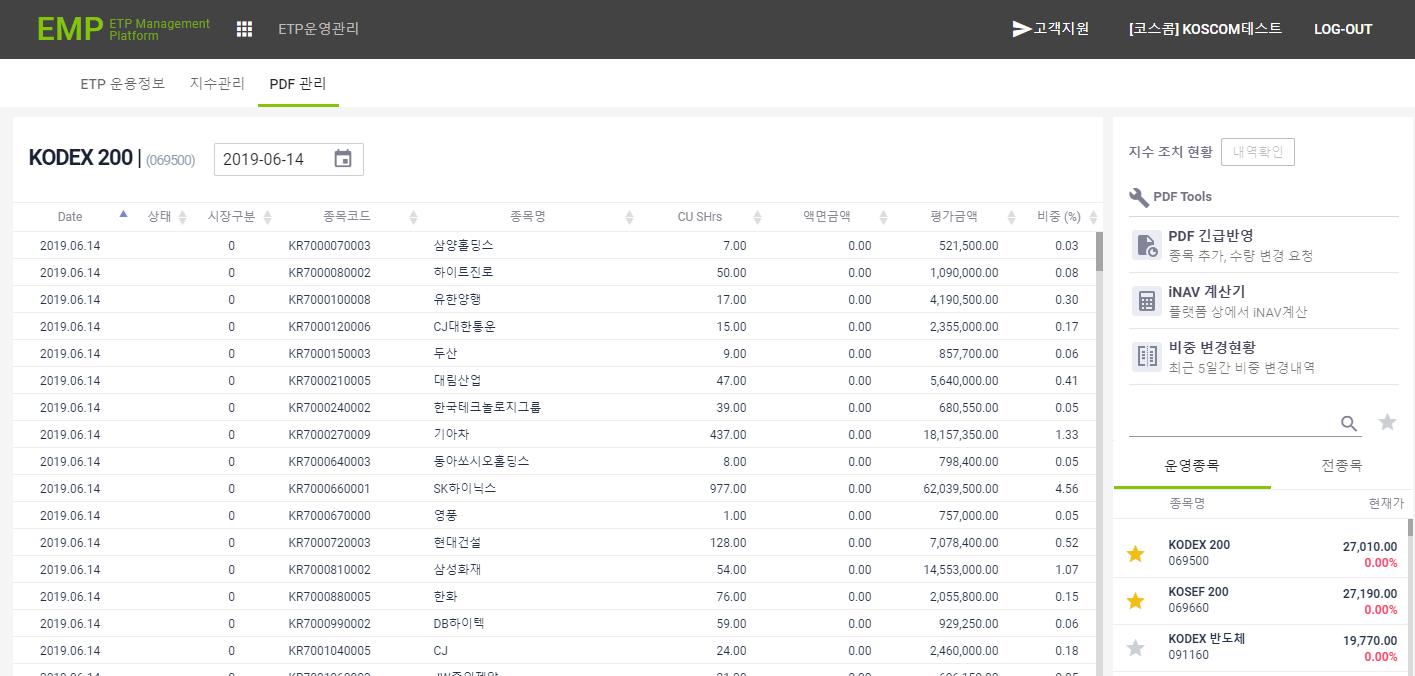 EMP ETP Management Platform ETP운영관리 고객지원 [코스콤] KOSCOM테스트 LOG-OUT
ETP 운용정보 지수관리 PDF 관리
KODEX 200 | (069500) 2019-06-14
Date 상태 시장구분 종목코드 종목명 CU SHrs 액면금액 평가금액 비중 (%)
2019.06.14 0 KR7000070003 삼양홀딩스 7.00 0.00 521,500.00 0.03
2019.06.14 0 KR7000080002 하이트진로 50.00 0.00 1,090,000.00 0.08
2019.06.14 0 KR7000100008 유한양행 17.00 0.00 4,190,500.00 0.30
2019.06.14 0 KR7000120006 CJ대한통운 15.00 0.00 2,355,000.00 0.17
2019.06.14 0 KR7000150003 두산 9.00 0.00 857,700.00 0.06
2019.06.14 0 KR7000210005 대림산업 47.00 0.00 5,640,000.00 0.41
2019.06.14 0 KR7000240002 한국테크놀로지그룹 39.00 0.00 680,550.00 0.05
2019.06.14 0 KR7000270009 기아차 437.00 0.00 18,157,350.00 1.33
2019.06.14 0 KR7000640003 동아쏘시오홀딩스 8.00 0.00 798,400.00 0.05
2019.06.14 0 KR7000660001 SK하이닉스 977.00 0.00 62,039,500.00 4.56
2019.06.14 0 KR7000670000 영풍 1.00 0.00 757,000.00 0.05
2019.06.14 0 KR7000720003 현대건설 128.00 0.00 7,078,400.00 0.52
2019.06.14 0 KR7000810002 삼성화재 54.00 0.00 14,553,000.00 1.07
2019.06.14 0 KR7000880005 한화 76.00 0.00 2,055,800.00 0.15
2019.06.14 0 KR7000990002 DB하이텍 59.00 0.00 929,250.00 0.06
2019.06.14 0 KR7001040005 CJ 24.00 0.00 2,460,000.00 0.18
지수 조치 현황 내역확인
PDF Tools
PDF 긴급반영
종목 추가, 수량 변경 요청
iNAV 계산기
플랫폼 상에서 iNAV계산
비중 변경현황
최근 5일간 비중 변경내역
운영종목 전종목
종목명 현재가
KODEX 200 27,010.00
069500 0.00%
KOSEF 200 27,190.00
069660 0.00%
KODEX 반도체 19,770.00
091160 0.00%